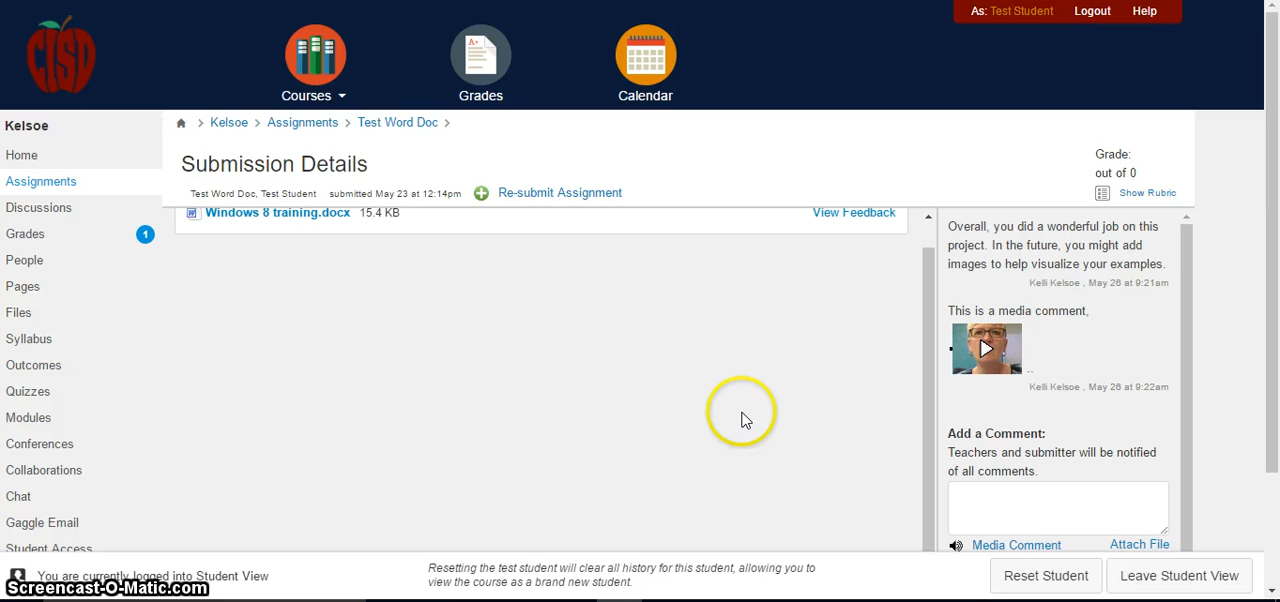 As: Test Student Logout Help
CISD
Courses Grades Calendar
Kelsoe
Home
Assignments
Discussions
Grades 1
People
Pages
Files
Syllabus
Outcomes
Quizzes
Modules
Conferences
Collaborations
Chat
Gaggle Email
Student Access
Kelsoe > Assignments > Test Word Doc >
Submission Details
Test Word Doc, Test Student submitted May 23 at 12:14pm Re-submit Assignment
Grade:
out of 0
Show Rubric
Windows 8 training.docx 15.4 KB View Feedback
Overall, you did a wonderful job on this
project. In the future, you might add
images to help visualize your examples.
Kelli Kelsoe , May 26 at 9:21am
This is a media comment,
..
Kelli Kelsoe , May 26 at 9:22am
Add a Comment:
Teachers and submitter will be notified
of all comments.
Media Comment Attach File
You are currently logged into Student View
Resetting the test student will clear all history for this student, allowing you to
view the course as a brand new student.
Reset Student Leave Student View
Screencast-O-Matic.com